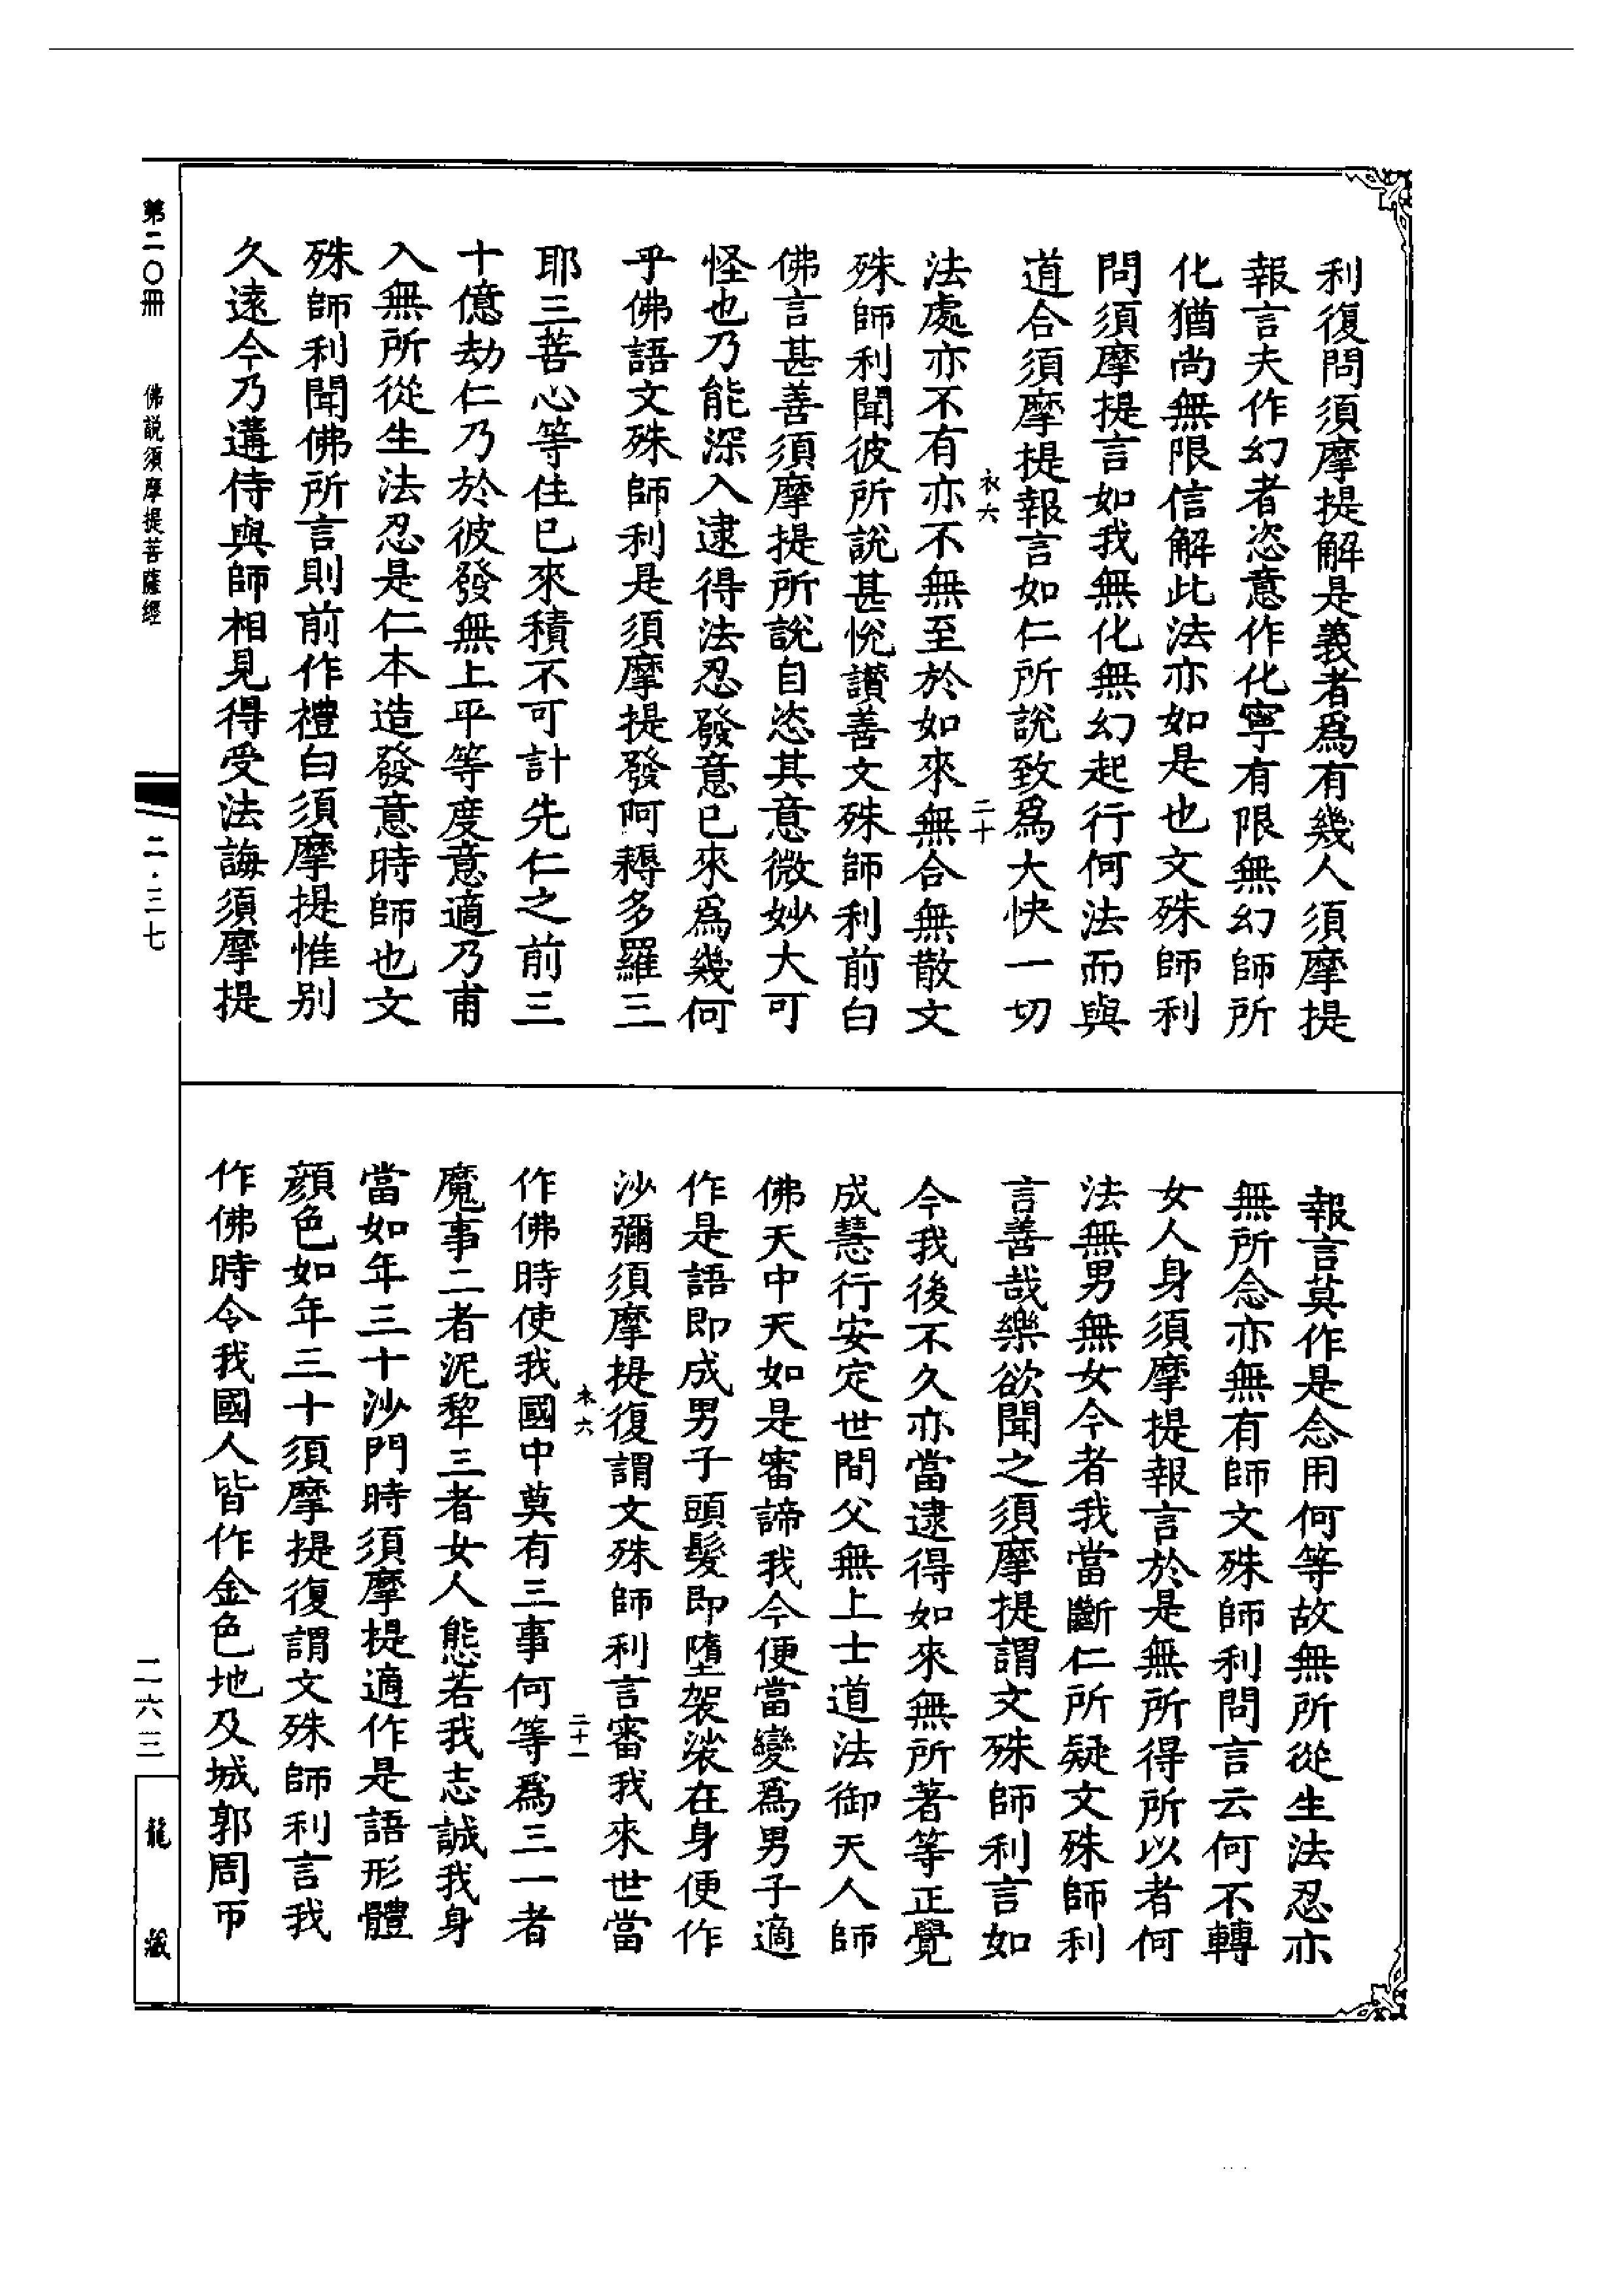 利復問須摩提解是義者爲有幾人須摩提
報言夫作幻者恣意作化寧有限無幻師所
化猶尚無限信解此法亦如是也文殊師利
問須摩提言如我無化無幻起行何法而與
道合須摩提報言如仁所說致爲大快一切
衣六 二十
法處亦不有亦不無至於如來無合無散文
殊師利聞彼所說甚悅讃善文殊師利前白
佛言甚善須摩提所說自恣其意微妙大可
怪也乃能深入逮得法忍發意已來爲幾何
乎佛語文殊師利是須摩提發阿耨多羅三
耶三菩心等住已來積不可計先仁之前三
十億劫仁乃於彼發無上平等度意適乃甫
入無所從生法忍是仁本造發意時師也文
殊師利聞佛所言則前作禮白須摩提惟別
久遠今乃遘侍與師相見得受法誨須摩提
報言莫作是念用何等故無所從生法忍亦
無所念亦無有師文殊師利問言云何不轉
女人身須摩提報言於是無所得所以者何
法無男無女今者我當斷仁所疑文殊師利
言善哉樂欲聞之須摩提謂文殊師利言如
今我後不久亦當逮得如來無所著等正覺
成慧行安定世間父無上士道法御天人師
佛天中天如是審諦我今便當變爲男子適
作是語即成男子頭髮即墮袈裟在身便作
沙彌須摩提復謂文殊師利言審我來世當
衣六 二十一
作佛時使我國中莫有三事何等爲三一者
魔事二者泥犂三者女人態若我志誠我身
當如年三十沙門時須摩提適作是語形體
顏色如年三十須摩提復謂文殊師利言我
作佛時令我國人皆作金色地及城郭周帀
第二〇冊 佛説須摩提菩薩經 二·三七 二六三 龍藏